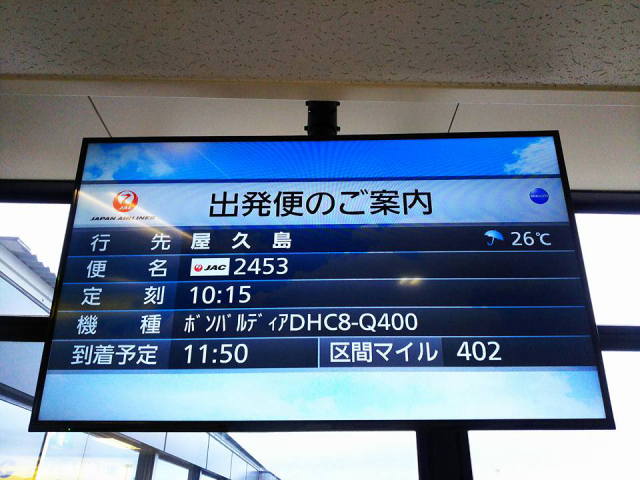 JAL
JAPAN AIRLINES
出発便のご案内
行先 屋久島 26℃
便名 JAC 2453
定刻 10:15
機種 ボンバルディアDHC8-Q400
到着予定 11:50 区間マイル 402